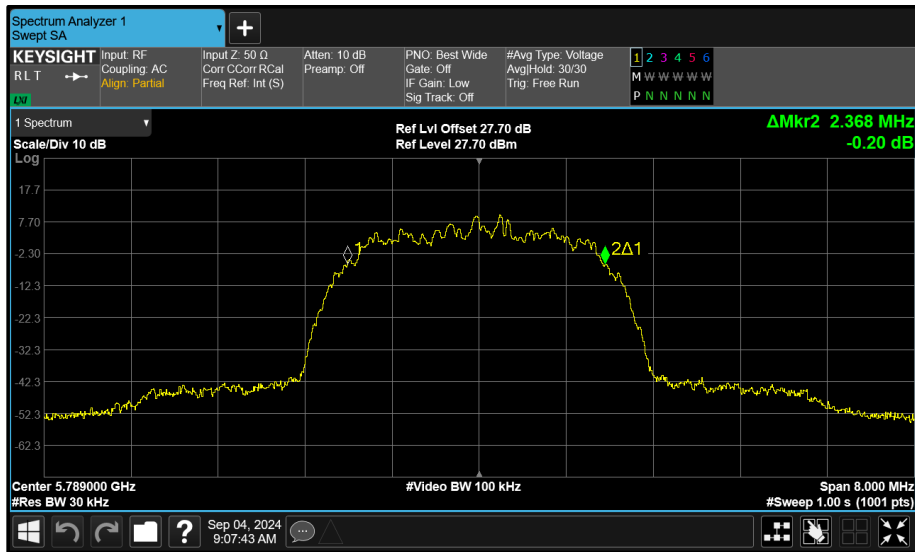 Spectrum Analyzer 1
Swept SA
KEYSIGHT
RLT
LXI
Input: RF
Coupling: AC
Align: Partial
Input Z: 50 Ω
Corr CCorr RCal
Freq Ref: Int (S)
Atten: 10 dB
Preamp: Off
PNO: Best Wide
Gate: Off
IF Gain: Low
Sig Track: Off
#Avg Type: Voltage
Avg|Hold: 30/30
Trig: Free Run
1 2 3 4 5 6
M W W W W W
P N N N N N
1 Spectrum
Scale/Div 10 dB
Ref Lvl Offset 27.70 dB
Ref Level 27.70 dBm
ΔMkr2 2.368 MHz
-0.20 dB
Log
17.7
7.70
-2.30
-12.3
-22.3
-32.3
-42.3
-52.3
-62.3
1
2Δ1
Center 5.789000 GHz
#Video BW 100 kHz
Span 8.000 MHz
#Res BW 30 kHz
#Sweep 1.00 s (1001 pts)
?
Sep 04, 2024
9:07:43 AM